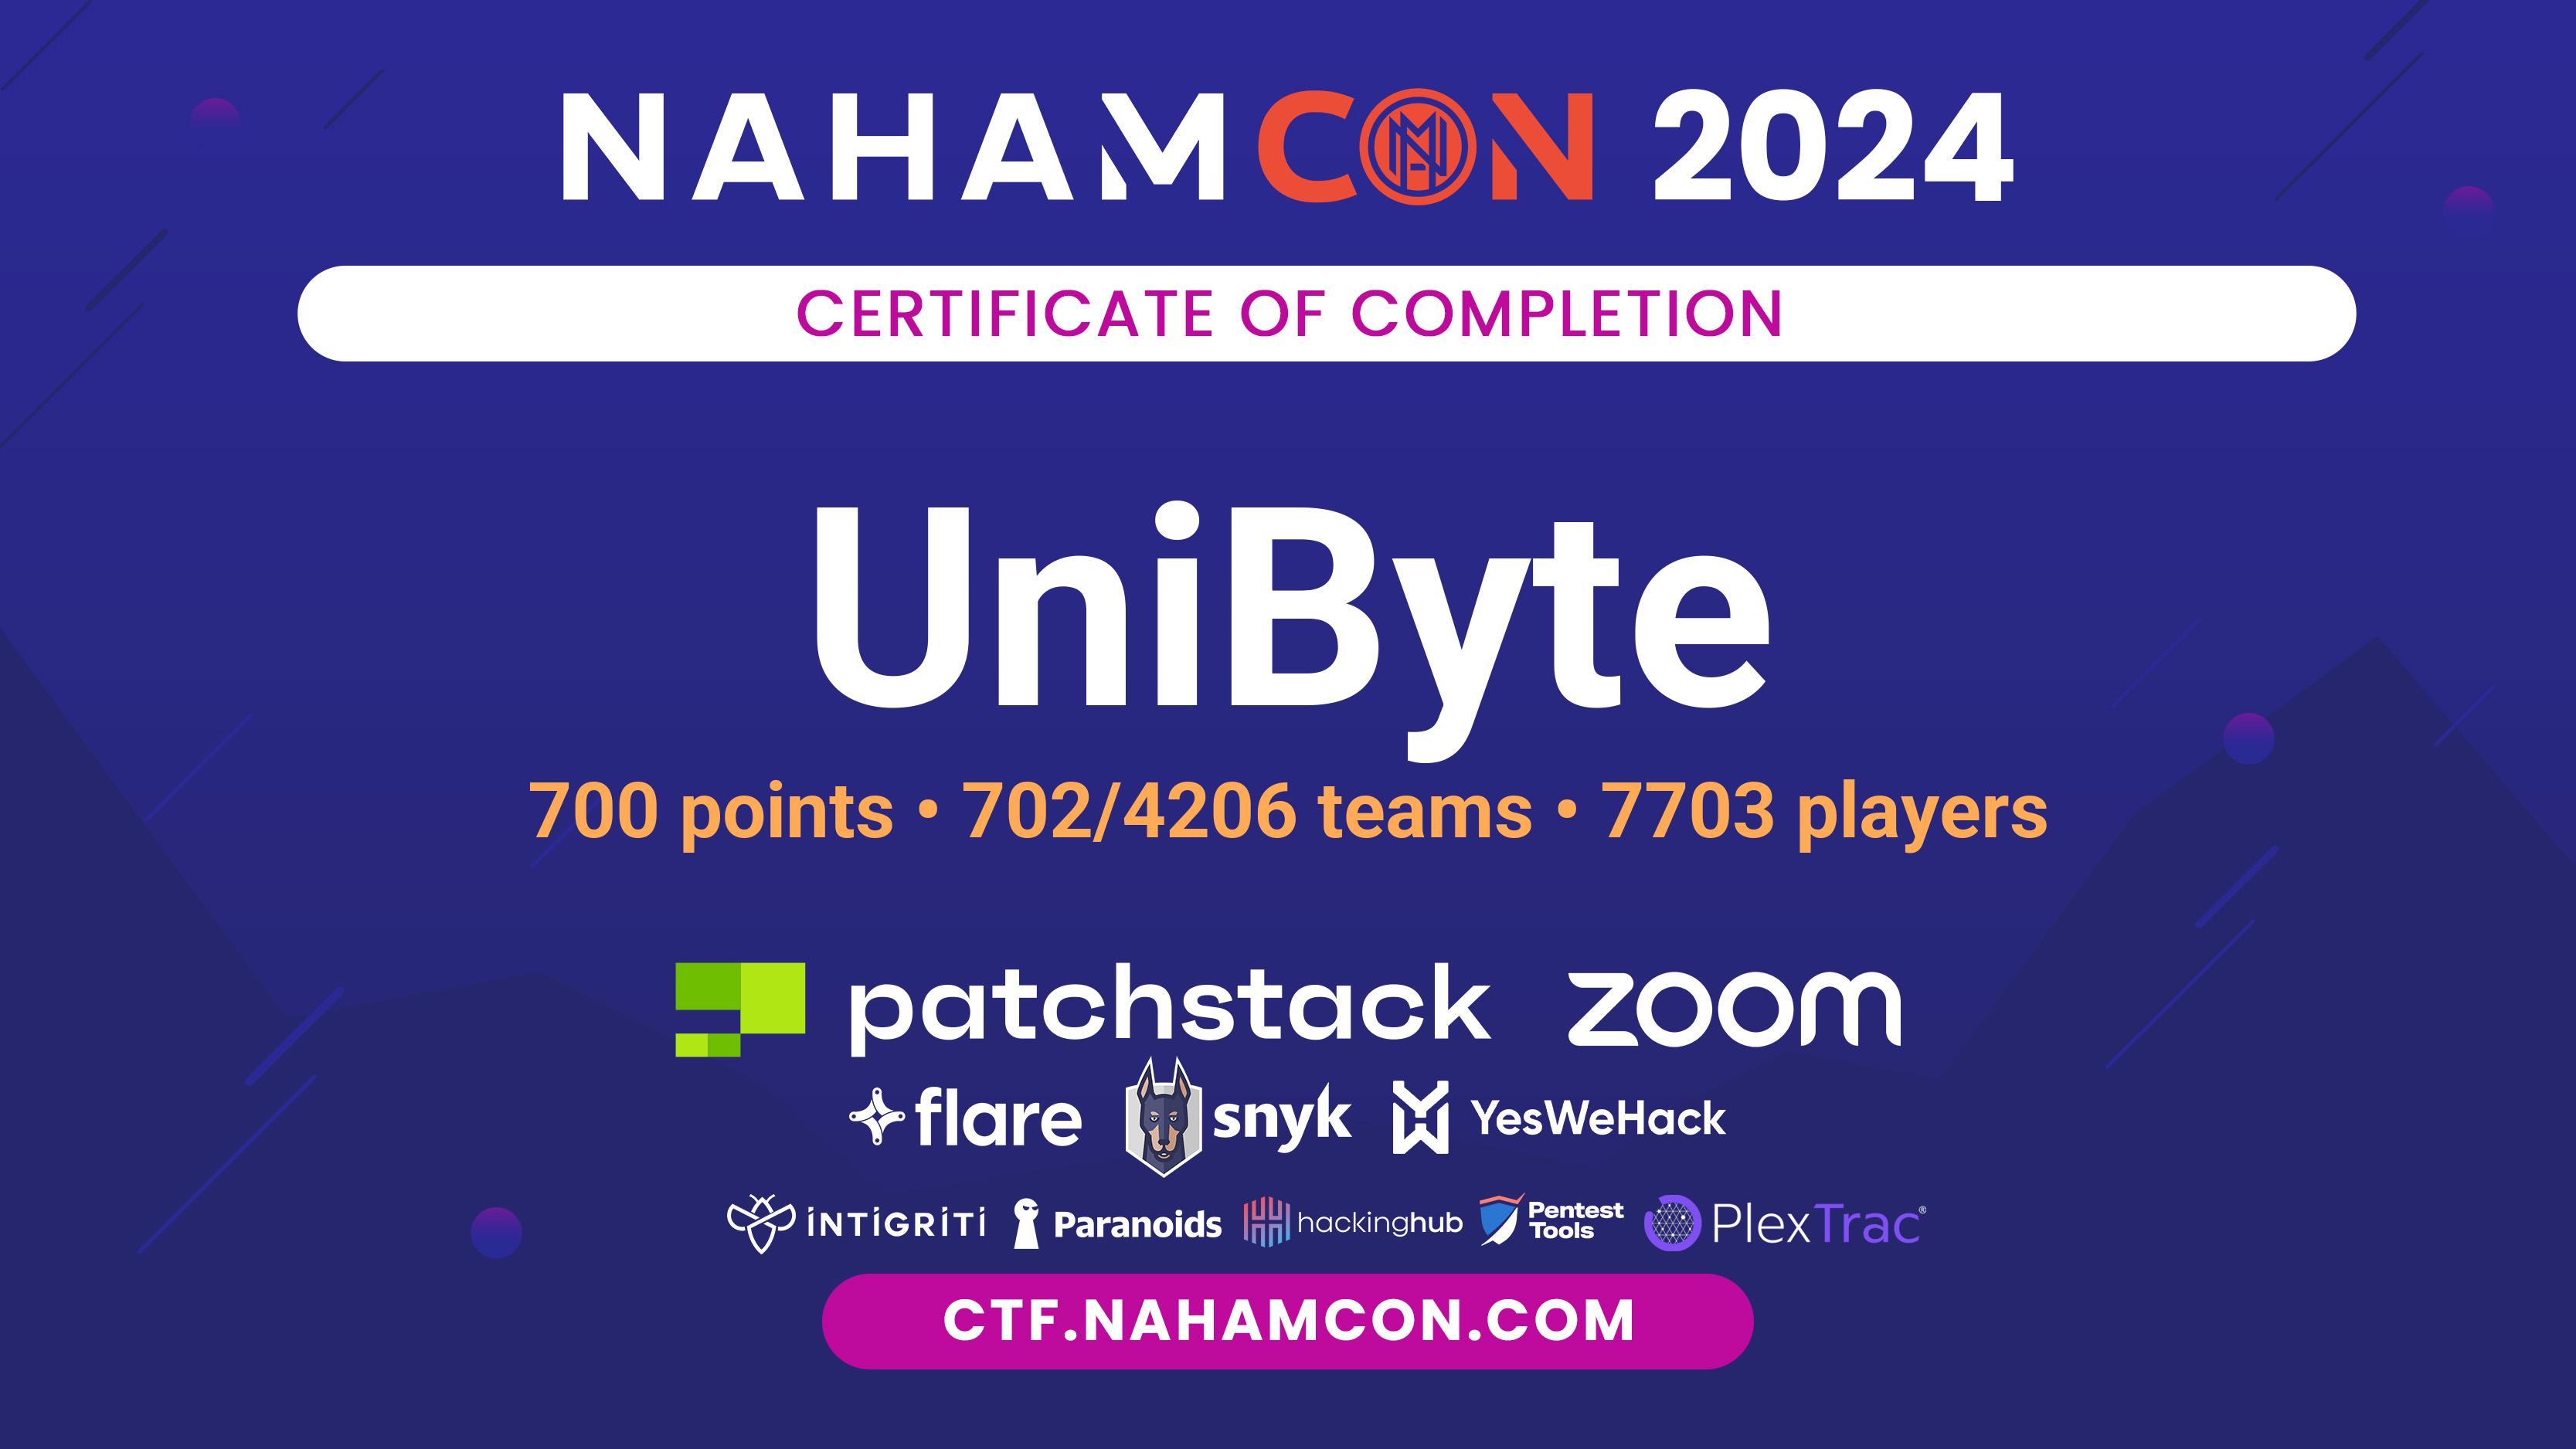 NAHAMCON 2024
CERTIFICATE OF COMPLETION
UniByte
700 points • 702/4206 teams • 7703 players
patchstack zoom
flare snyk YesWeHack
INTIGRITI Paranoids hackinghub Pentest Tools PlexTrac®
CTF.NAHAMCON.COM